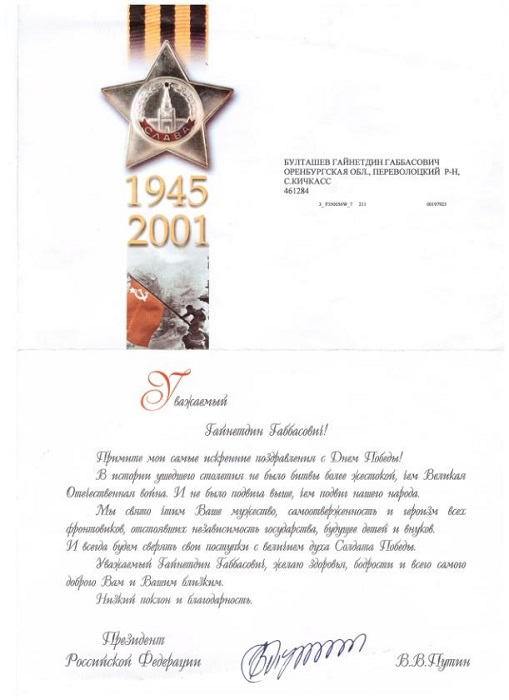 СЛАВА
1945
2001
БУЛТАШЕВ ГАЙНЕТДИН ГАББАСОВИЧ
ОРЕНБУРГСКАЯ ОБЛ., ПЕРЕВОЛОЦКИЙ Р-Н,
С.КИЧКАСС
461284
Уважаемый
Гайнетдин Габбасович!
Примите мои самые искренние поздравления с Днем Победы!
В истории ушедшего столетия не было битвы более жестокой, чем Великая
Отечественная война. И не было подвига выше, чем подвиг нашего народа.
Мы свято чтим Ваше мужество, самоотверженность и героизм всех
фронтовиков, отстоявших независимость государства, будущее детей и внуков.
И всегда будем сверять свои поступки с величием духа Солдата Победы.
Уважаемый Гайнетдин Габбасович, желаю здоровья, бодрости и всего самого
доброго Вам и Вашим близким.
Низкий поклон и благодарность.
Президент
Российской Федерации
В.В.Путин